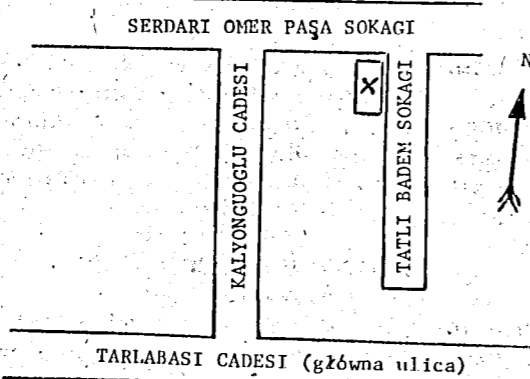 SERDARI OMER PAŞA SOKAGI
N
KALYONGUOGLU CADESI
X
TATLI BADEM SOKAGI
TARLABASI CADESI (główna ulica)